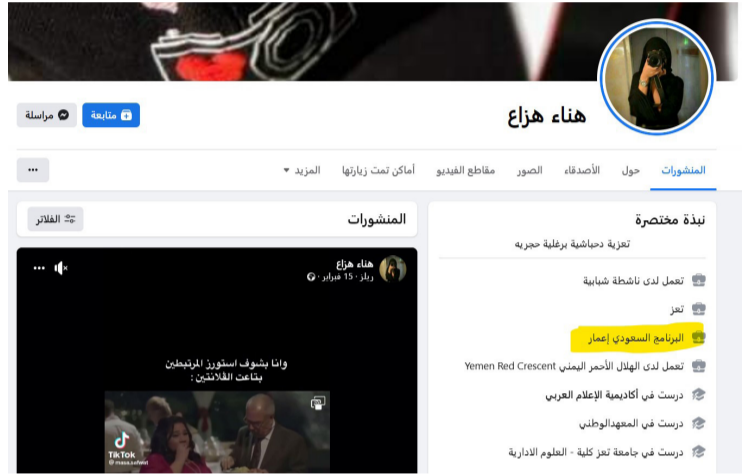 هناء هزاع
متابعة
مراسلة
المنشورات
حول
الأصدقاء
الصور
مقاطع الفيديو
أماكن تمت زيارتها
المزيد
نبذة مختصرة
تعزية دحباشية برغلية حجريه
تعمل لدى ناشطة شبابية
تعز
البرنامج السعودي إعمار
تعمل لدى الهلال الأحمر اليمني Yemen Red Crescent
درست في أكاديمية الإعلام العربي
درست في المعهدالوطني
درست في جامعة تعز كلية - العلوم الادارية
المنشورات
الفلاتر
هناء هزاع
ريلز · 15 فبراير ·
وانا بشوف استورز المرتبطين
بتاعت الفلانتين :
TikTok
@masa.safwat